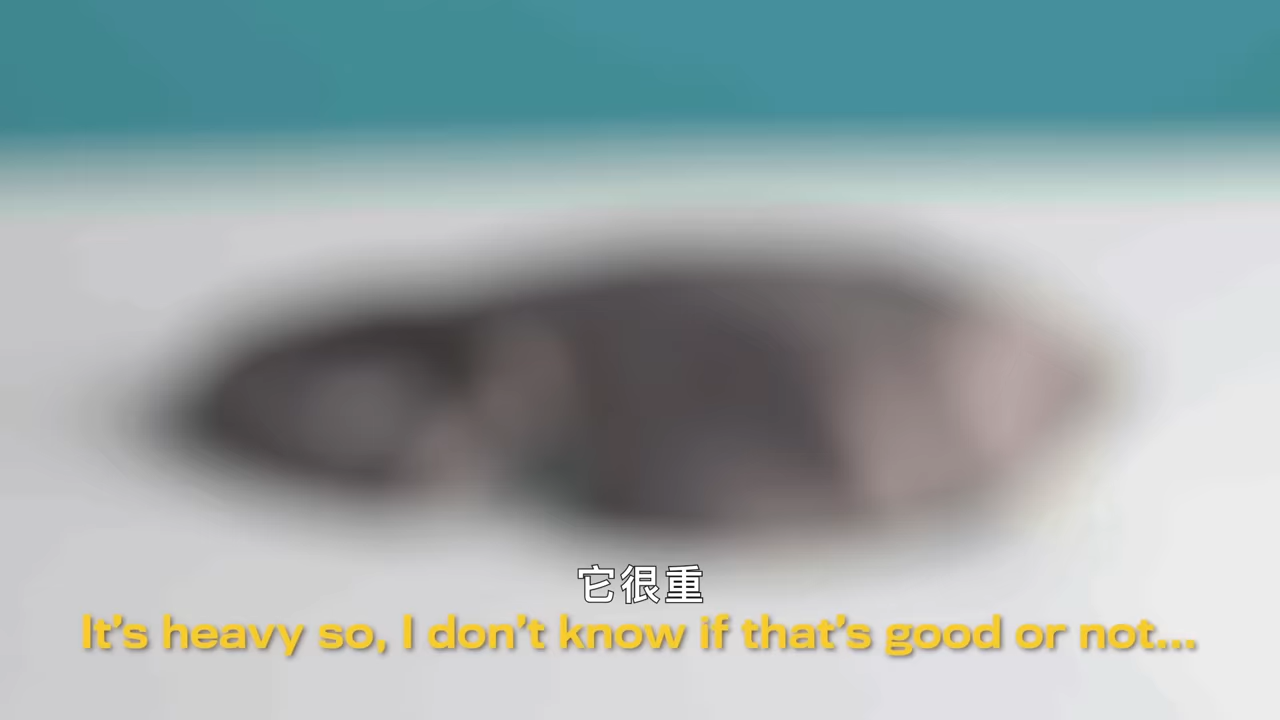 它很重
It's heavy so, I don't know if that's good or not...